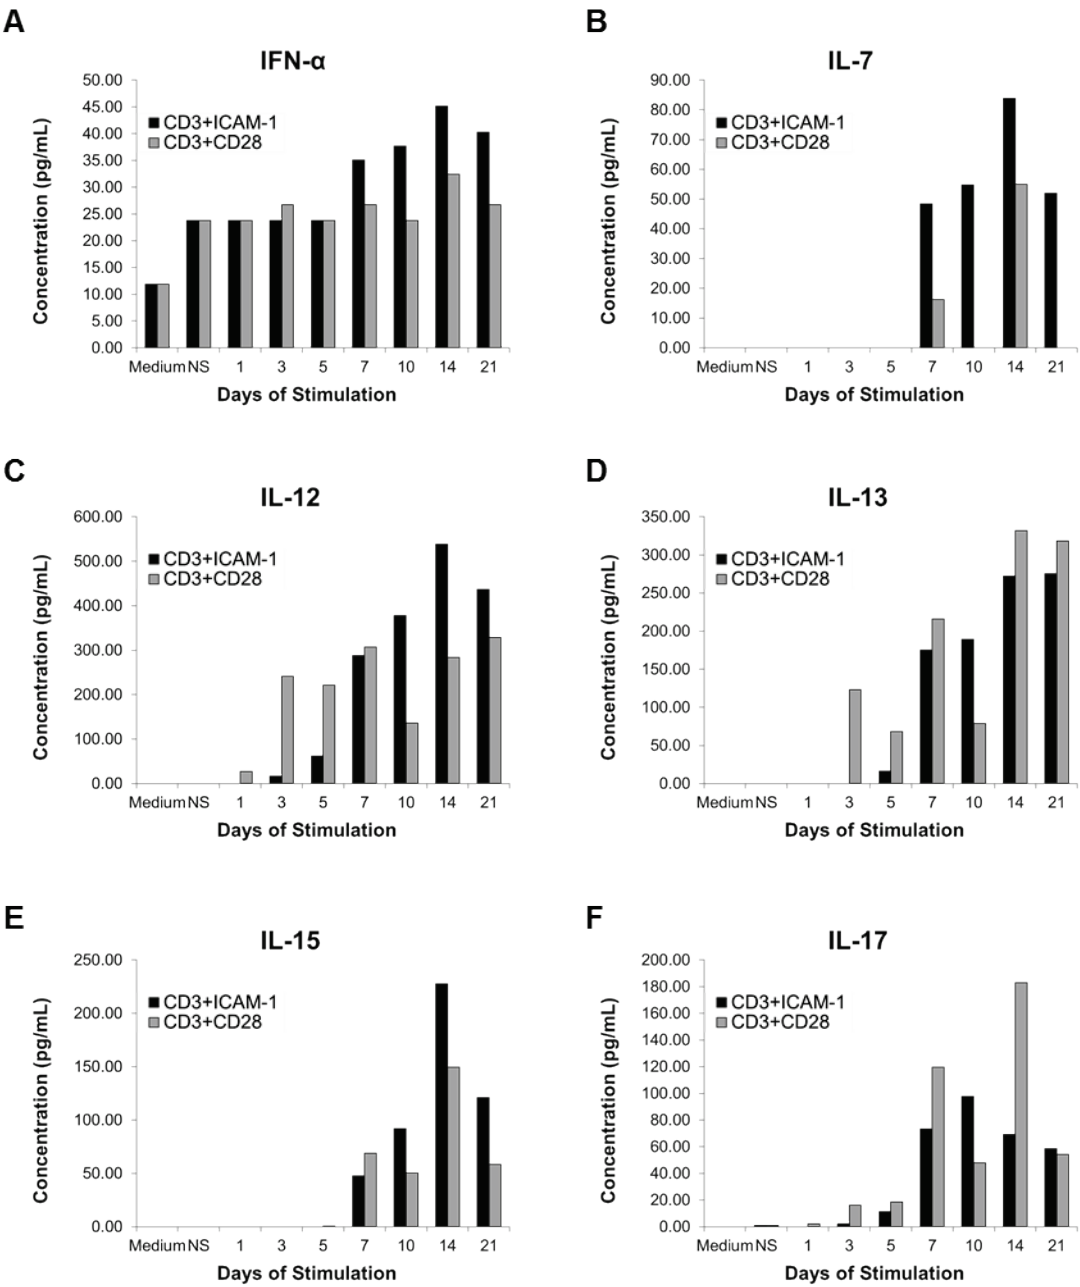 A
IFN-α
50.00
45.00
40.00
35.00
30.00
25.00
20.00
15.00
10.00
5.00
0.00
Concentration (pg/mL)
CD3+ICAM-1
CD3+CD28
Medium NS 1 3 5 7 10 14 21
Days of Stimulation
B
IL-7
90.00
80.00
70.00
60.00
50.00
40.00
30.00
20.00
10.00
0.00
Concentration (pg/mL)
CD3+ICAM-1
CD3+CD28
Medium NS 1 3 5 7 10 14 21
Days of Stimulation
C
IL-12
600.00
500.00
400.00
300.00
200.00
100.00
0.00
Concentration (pg/mL)
CD3+ICAM-1
CD3+CD28
Medium NS 1 3 5 7 10 14 21
Days of Stimulation
D
IL-13
350.00
300.00
250.00
200.00
150.00
100.00
50.00
0.00
Concentration (pg/mL)
CD3+ICAM-1
CD3+CD28
Medium NS 1 3 5 7 10 14 21
Days of Stimulation
E
IL-15
250.00
200.00
150.00
100.00
50.00
0.00
Concentration (pg/mL)
CD3+ICAM-1
CD3+CD28
Medium NS 1 3 5 7 10 14 21
Days of Stimulation
F
IL-17
200.00
180.00
160.00
140.00
120.00
100.00
80.00
60.00
40.00
20.00
0.00
Concentration (pg/mL)
CD3+ICAM-1
CD3+CD28
Medium NS 1 3 5 7 10 14 21
Days of Stimulation